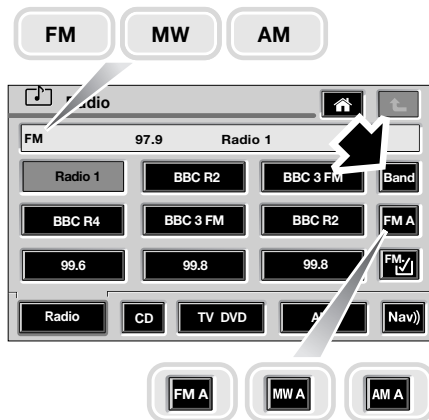 FM MW AM
Radio
FM 97.9 Radio 1
Radio 1 BBC R2 BBC 3 FM Band
BBC R4 BBC 3 FM BBC R2 FM A
99.6 99.8 99.8 FM
Radio CD TV DVD Nav
FM A MW A AM A